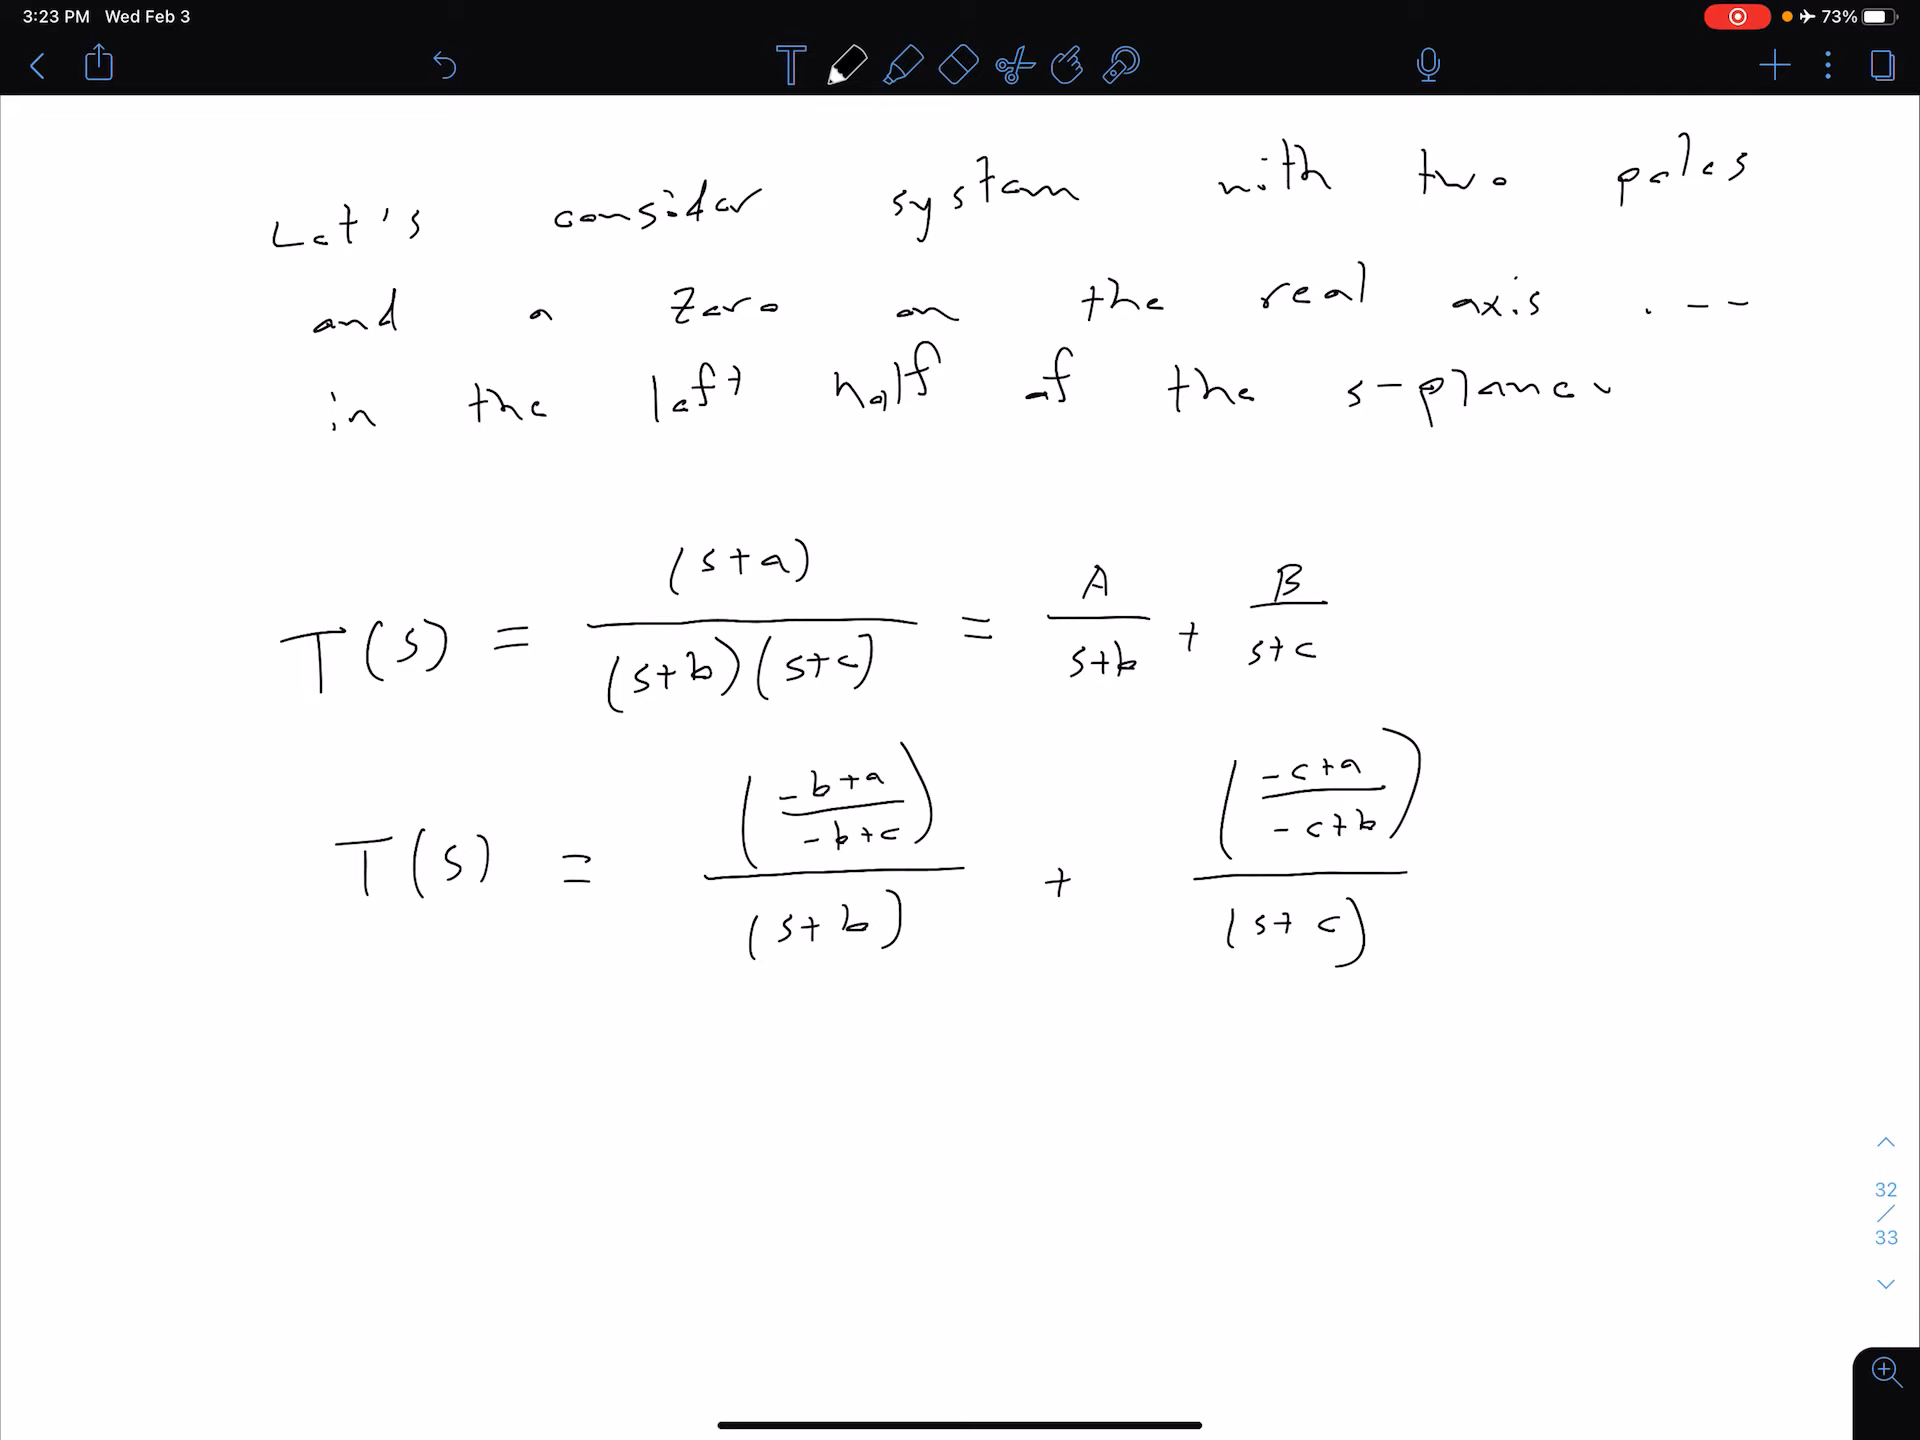 3:23 PM Wed Feb 3
73%
T
Let's consider system with two poles
and a zero on the real axis . - -
in the left half of the s-plane.
T(s) = (s+a) / (s+b)(s+c) = A / s+b + B / s+c
T(s) = (-b+a / -b+c) / (s+b) + (-c+a / -c+b) / (s+c)
32
/
33